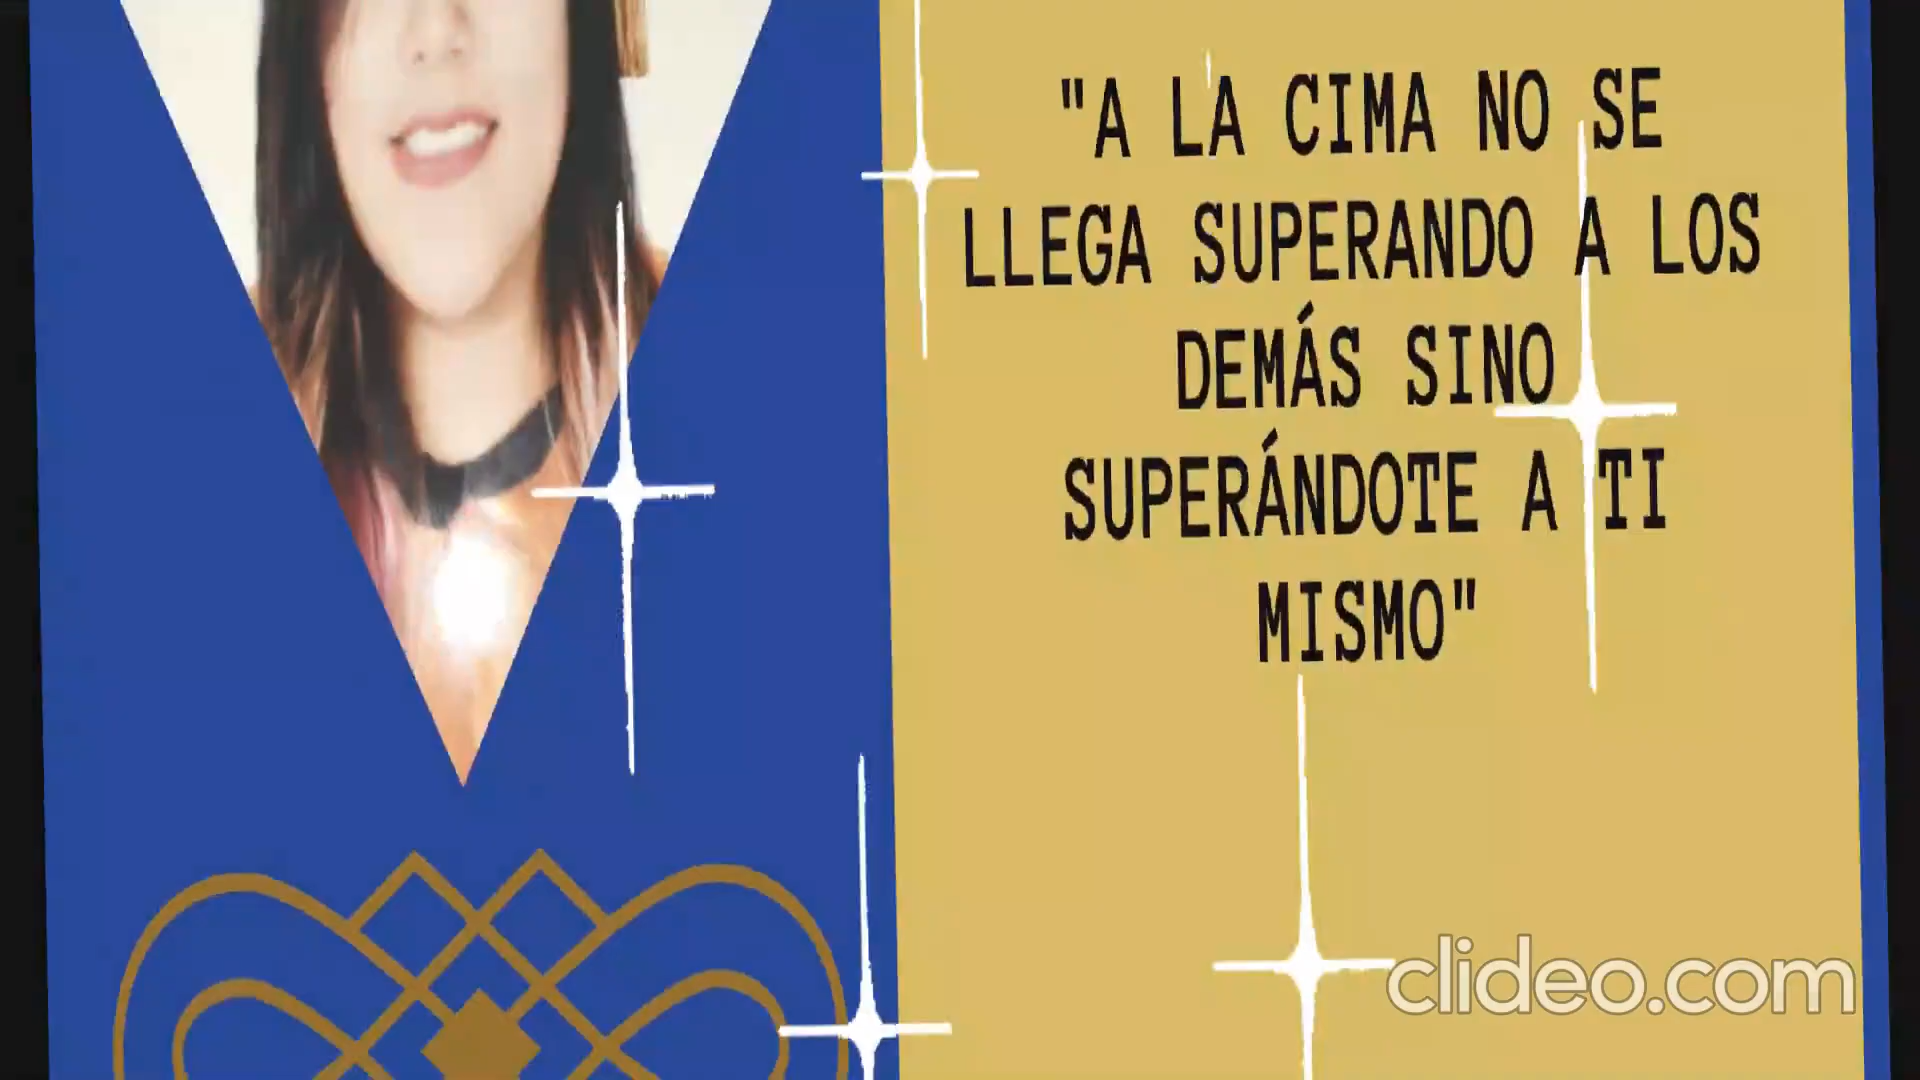 "A LA CIMA NO SE
LLEGA SUPERANDO A LOS
DEMÁS SINO
SUPERÁNDOTE A TI
MISMO"
clideo.com